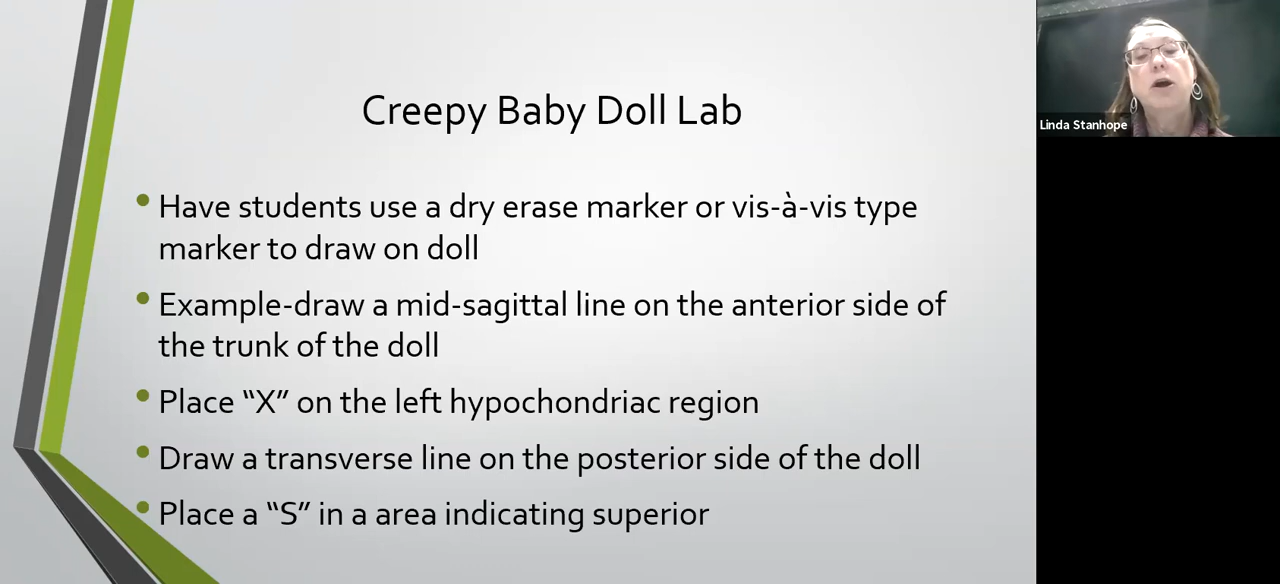 Creepy Baby Doll Lab
Linda Stanhope
• Have students use a dry erase marker or vis-à-vis type
marker to draw on doll
• Example-draw a mid-sagittal line on the anterior side of
the trunk of the doll
• Place “X” on the left hypochondriac region
• Draw a transverse line on the posterior side of the doll
• Place a “S” in a area indicating superior